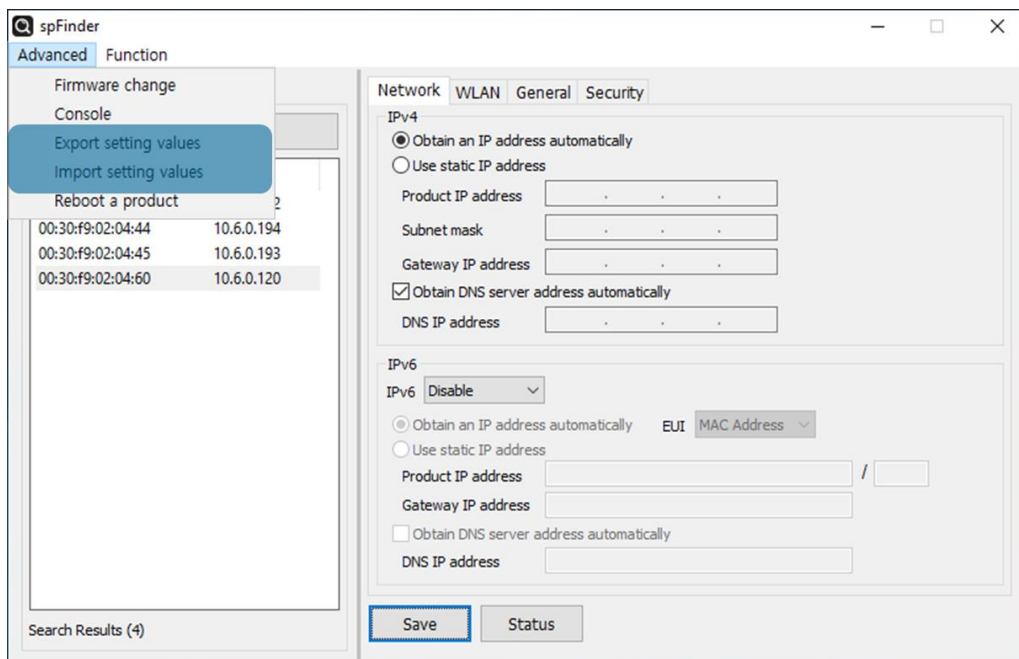 spFinder
Advanced Function
Firmware change
Console
Export setting values
Import setting values
Reboot a product
2
00:30:f9:02:04:44 10.6.0.194
00:30:f9:02:04:45 10.6.0.193
00:30:f9:02:04:60 10.6.0.120
Search Results (4)
Network WLAN General Security
IPv4
Obtain an IP address automatically
Use static IP address
Product IP address . . .
Subnet mask . . .
Gateway IP address . . .
Obtain DNS server address automatically
DNS IP address . . .
IPv6
IPv6 Disable
Obtain an IP address automatically EUI MAC Address
Use static IP address
Product IP address /
Gateway IP address
Obtain DNS server address automatically
DNS IP address
Save Status